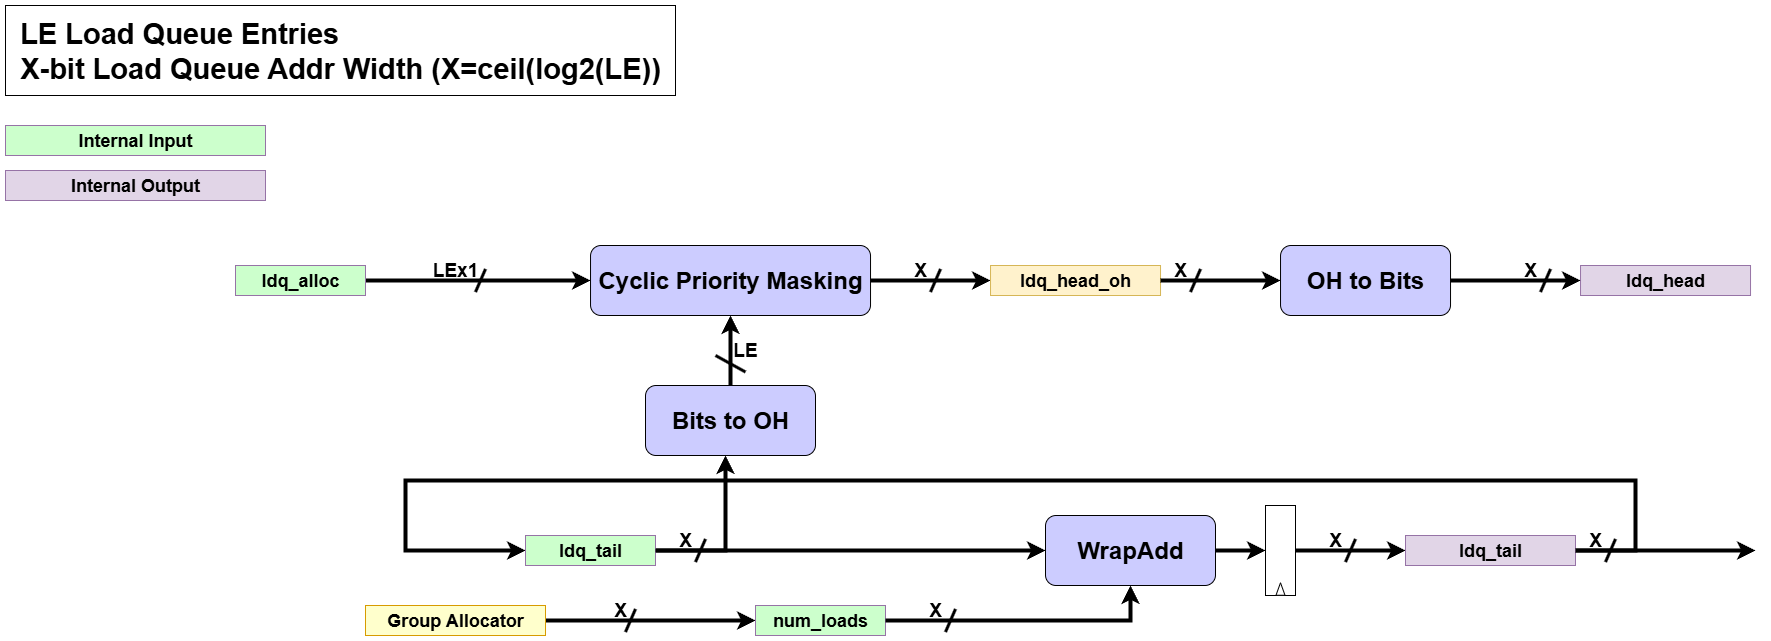 LE Load Queue Entries
X-bit Load Queue Addr Width (X=ceil(log2(LE))
Internal Input
Internal Output
ldq_alloc
LEx1
Cyclic Priority Masking
X
ldq_head_oh
X
OH to Bits
X
ldq_head
LE
Bits to OH
ldq_tail
X
WrapAdd
X
ldq_tail
X
Group Allocator
X
num_loads
X